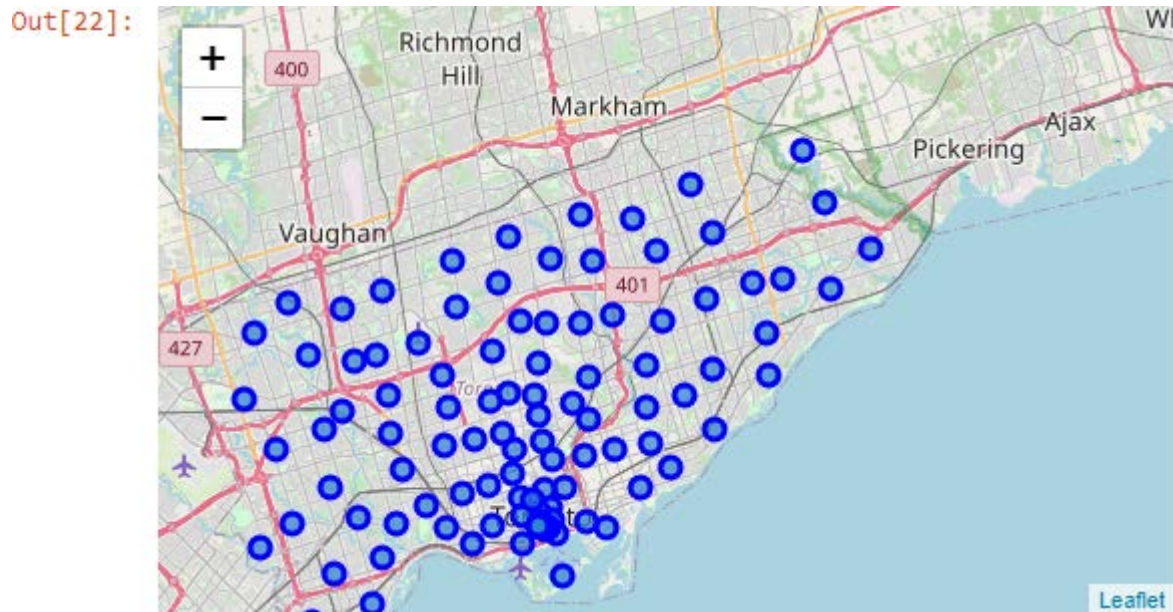 Out[22]:
+
−
400
Richmond
Hill
Markham
Ajax
Pickering
Vaughan
401
427
Leaflet